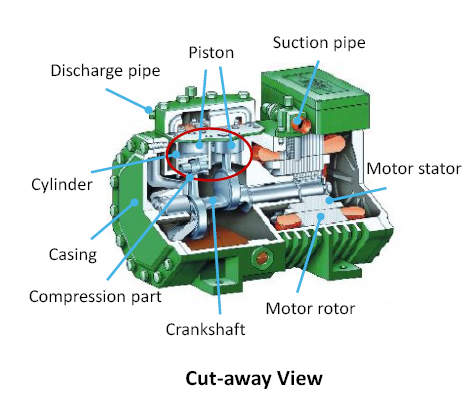 Suction pipe
Piston
Discharge pipe
Motor stator
Cylinder
Casing
Compression part
Motor rotor
Crankshaft
Cut-away View